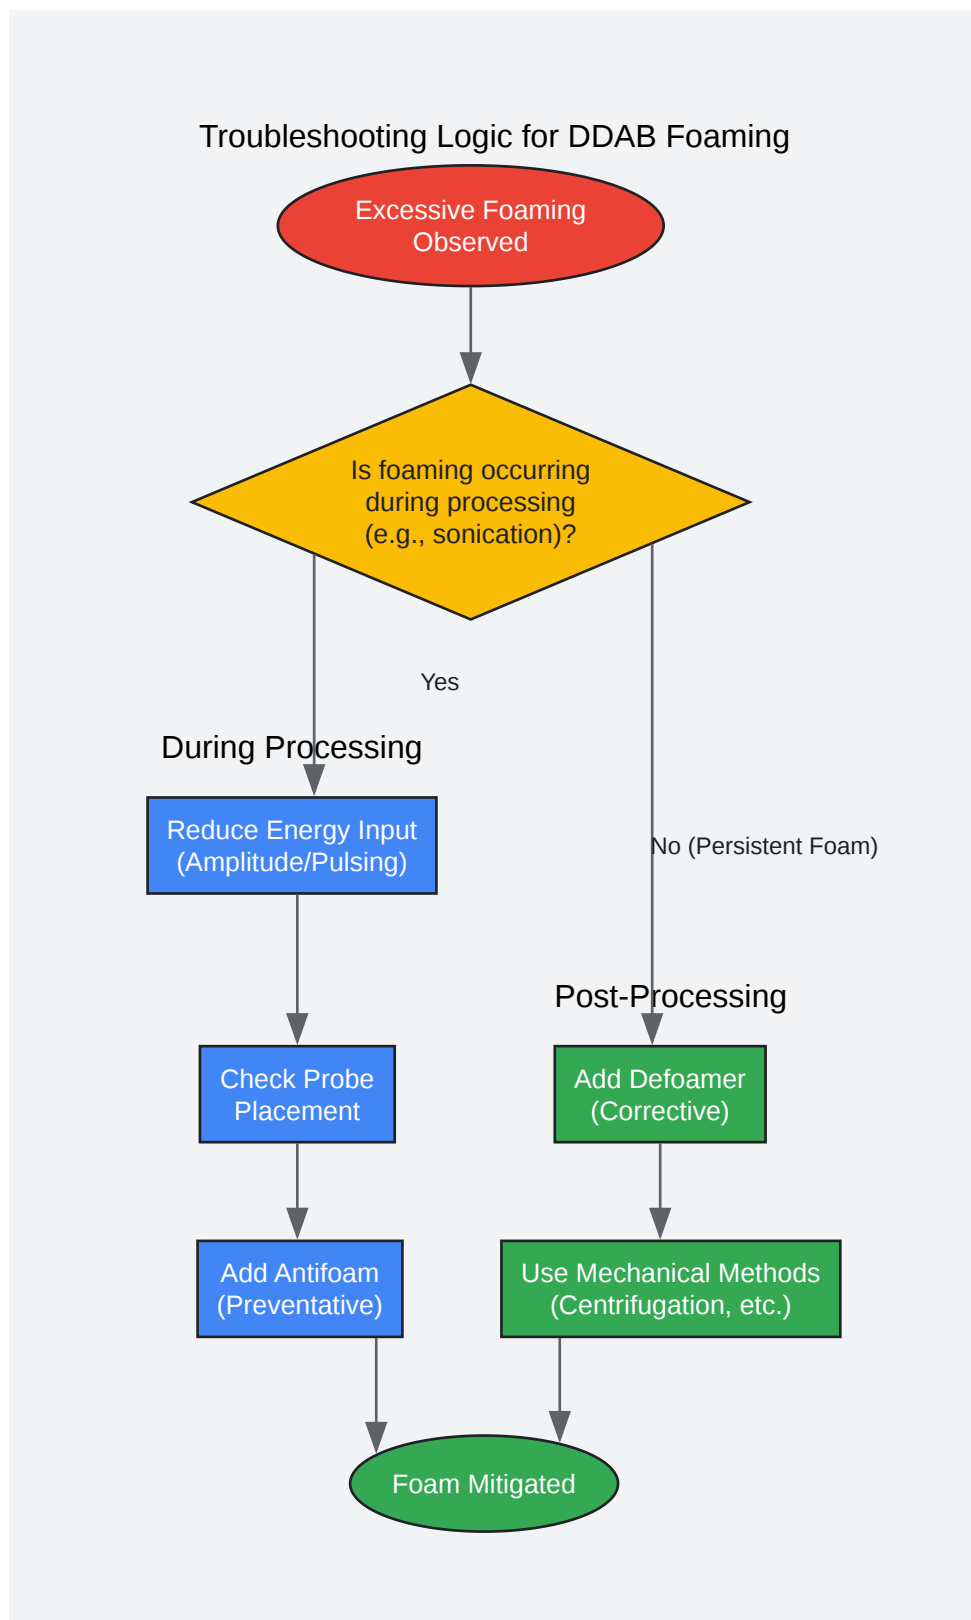 Troubleshooting Logic for DDAB Foaming
Excessive Foaming
Observed
Is foaming occurring
during processing
(e.g., sonication)?
Yes
During Processing
Reduce Energy Input
(Amplitude/Pulsing)
No (Persistent Foam)
Post-Processing
Check Probe
Placement
Add Defoamer
(Corrective)
Add Antifoam
(Preventative)
Use Mechanical Methods
(Centrifugation, etc.)
Foam Mitigated